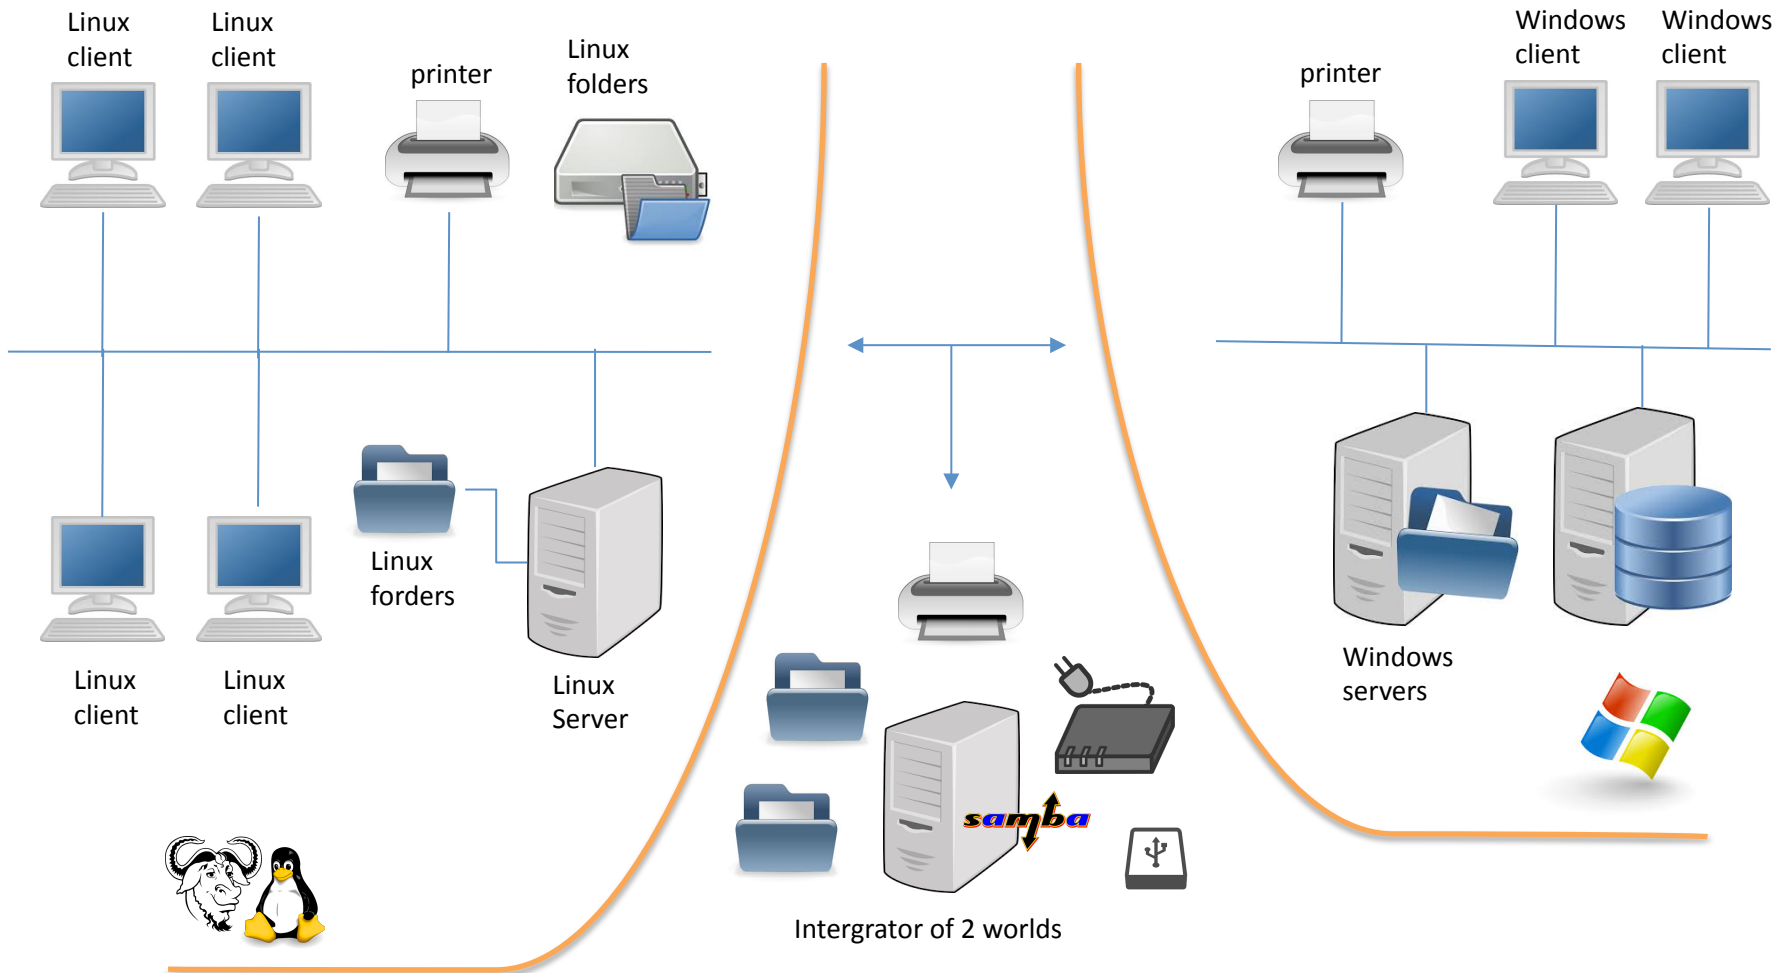 Linux
client
Linux
client
printer
Linux
folders
printer
Windows
client
Windows
client
Linux
forders
Linux
client
Linux
client
Linux
Server
Windows
servers
samba
Intergrator of 2 worlds